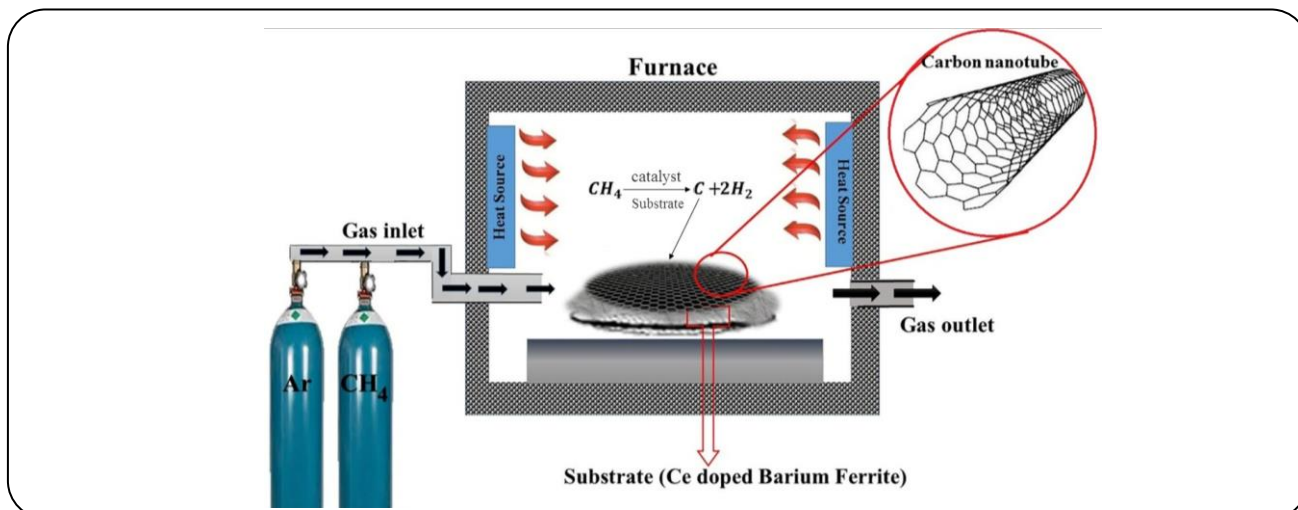 Furnace
Carbon nanotube
Heat Source
Heat Source
catalyst
CH₄ → C +2H₂
Substrate
Gas inlet
Gas outlet
Ar
CH₄
Substrate (Ce doped Barium Ferrite)